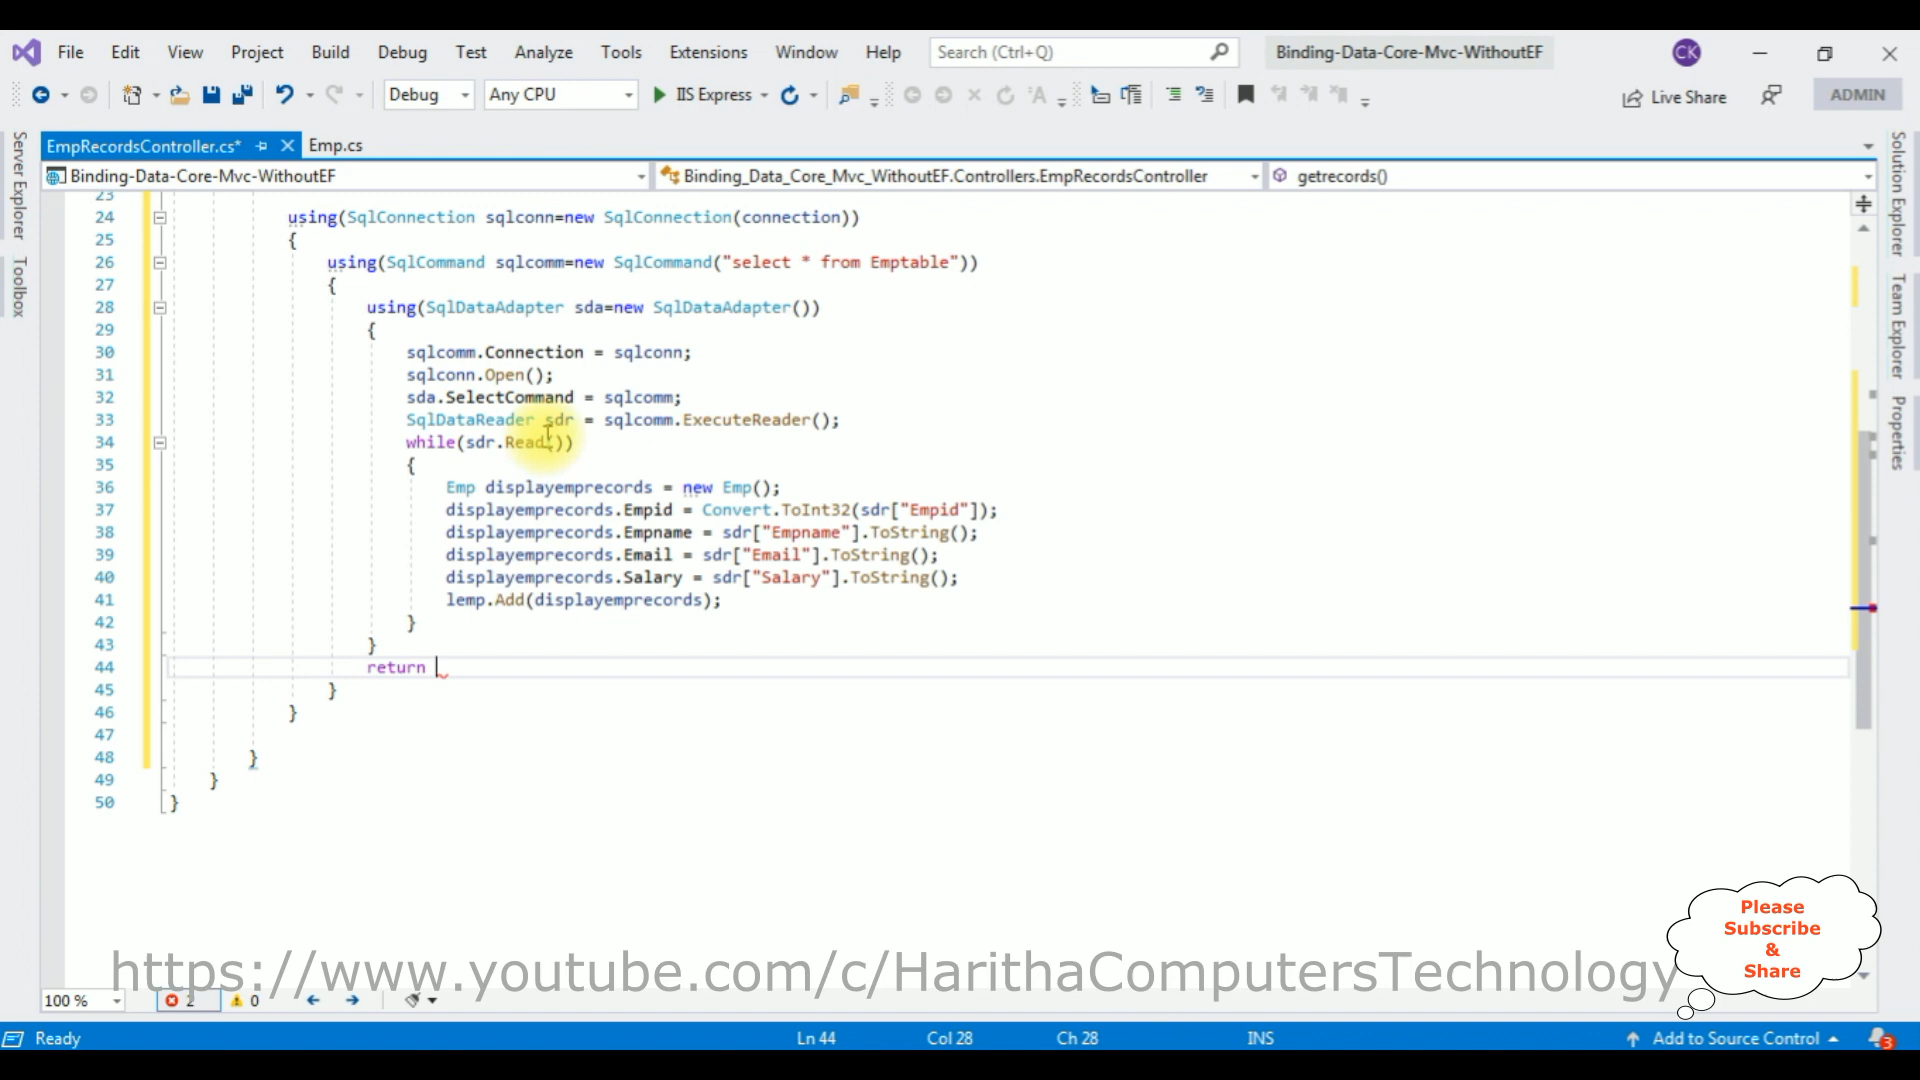 File Edit View Project Build Debug Test Analyze Tools Extensions Window Help Search (Ctrl+Q) Binding-Data-Core-Mvc-WithoutEF CK
Debug Any CPU IIS Express Live Share ADMIN
EmpRecordsController.cs* Emp.cs
Binding-Data-Core-Mvc-WithoutEF Binding_Data_Core_Mvc_WithoutEF.Controllers.EmpRecordsController getrecords()
Server Explorer
Toolbox
Solution Explorer
Team Explorer
Properties
23
24 using(SqlConnection sqlconn=new SqlConnection(connection))
25 {
26 using(SqlCommand sqlcomm=new SqlCommand("select * from Emptable"))
27 {
28 using(SqlDataAdapter sda=new SqlDataAdapter())
29 {
30 sqlcomm.Connection = sqlconn;
31 sqlconn.Open();
32 sda.SelectCommand = sqlcomm;
33 SqlDataReader sdr = sqlcomm.ExecuteReader();
34 while(sdr.Read())
35 {
36 Emp displayemprecords = new Emp();
37 displayemprecords.Empid = Convert.ToInt32(sdr["Empid"]);
38 displayemprecords.Empname = sdr["Empname"].ToString();
39 displayemprecords.Email = sdr["Email"].ToString();
40 displayemprecords.Salary = sdr["Salary"].ToString();
41 lemp.Add(displayemprecords);
42 }
43 }
44 return
45 }
46 }
47
48 }
49 }
50 }
Please
Subscribe
&
Share
https://www.youtube.com/c/HarithaComputersTechnology
100 % 2 0
Ready Ln 44 Col 28 Ch 28 INS Add to Source Control 3